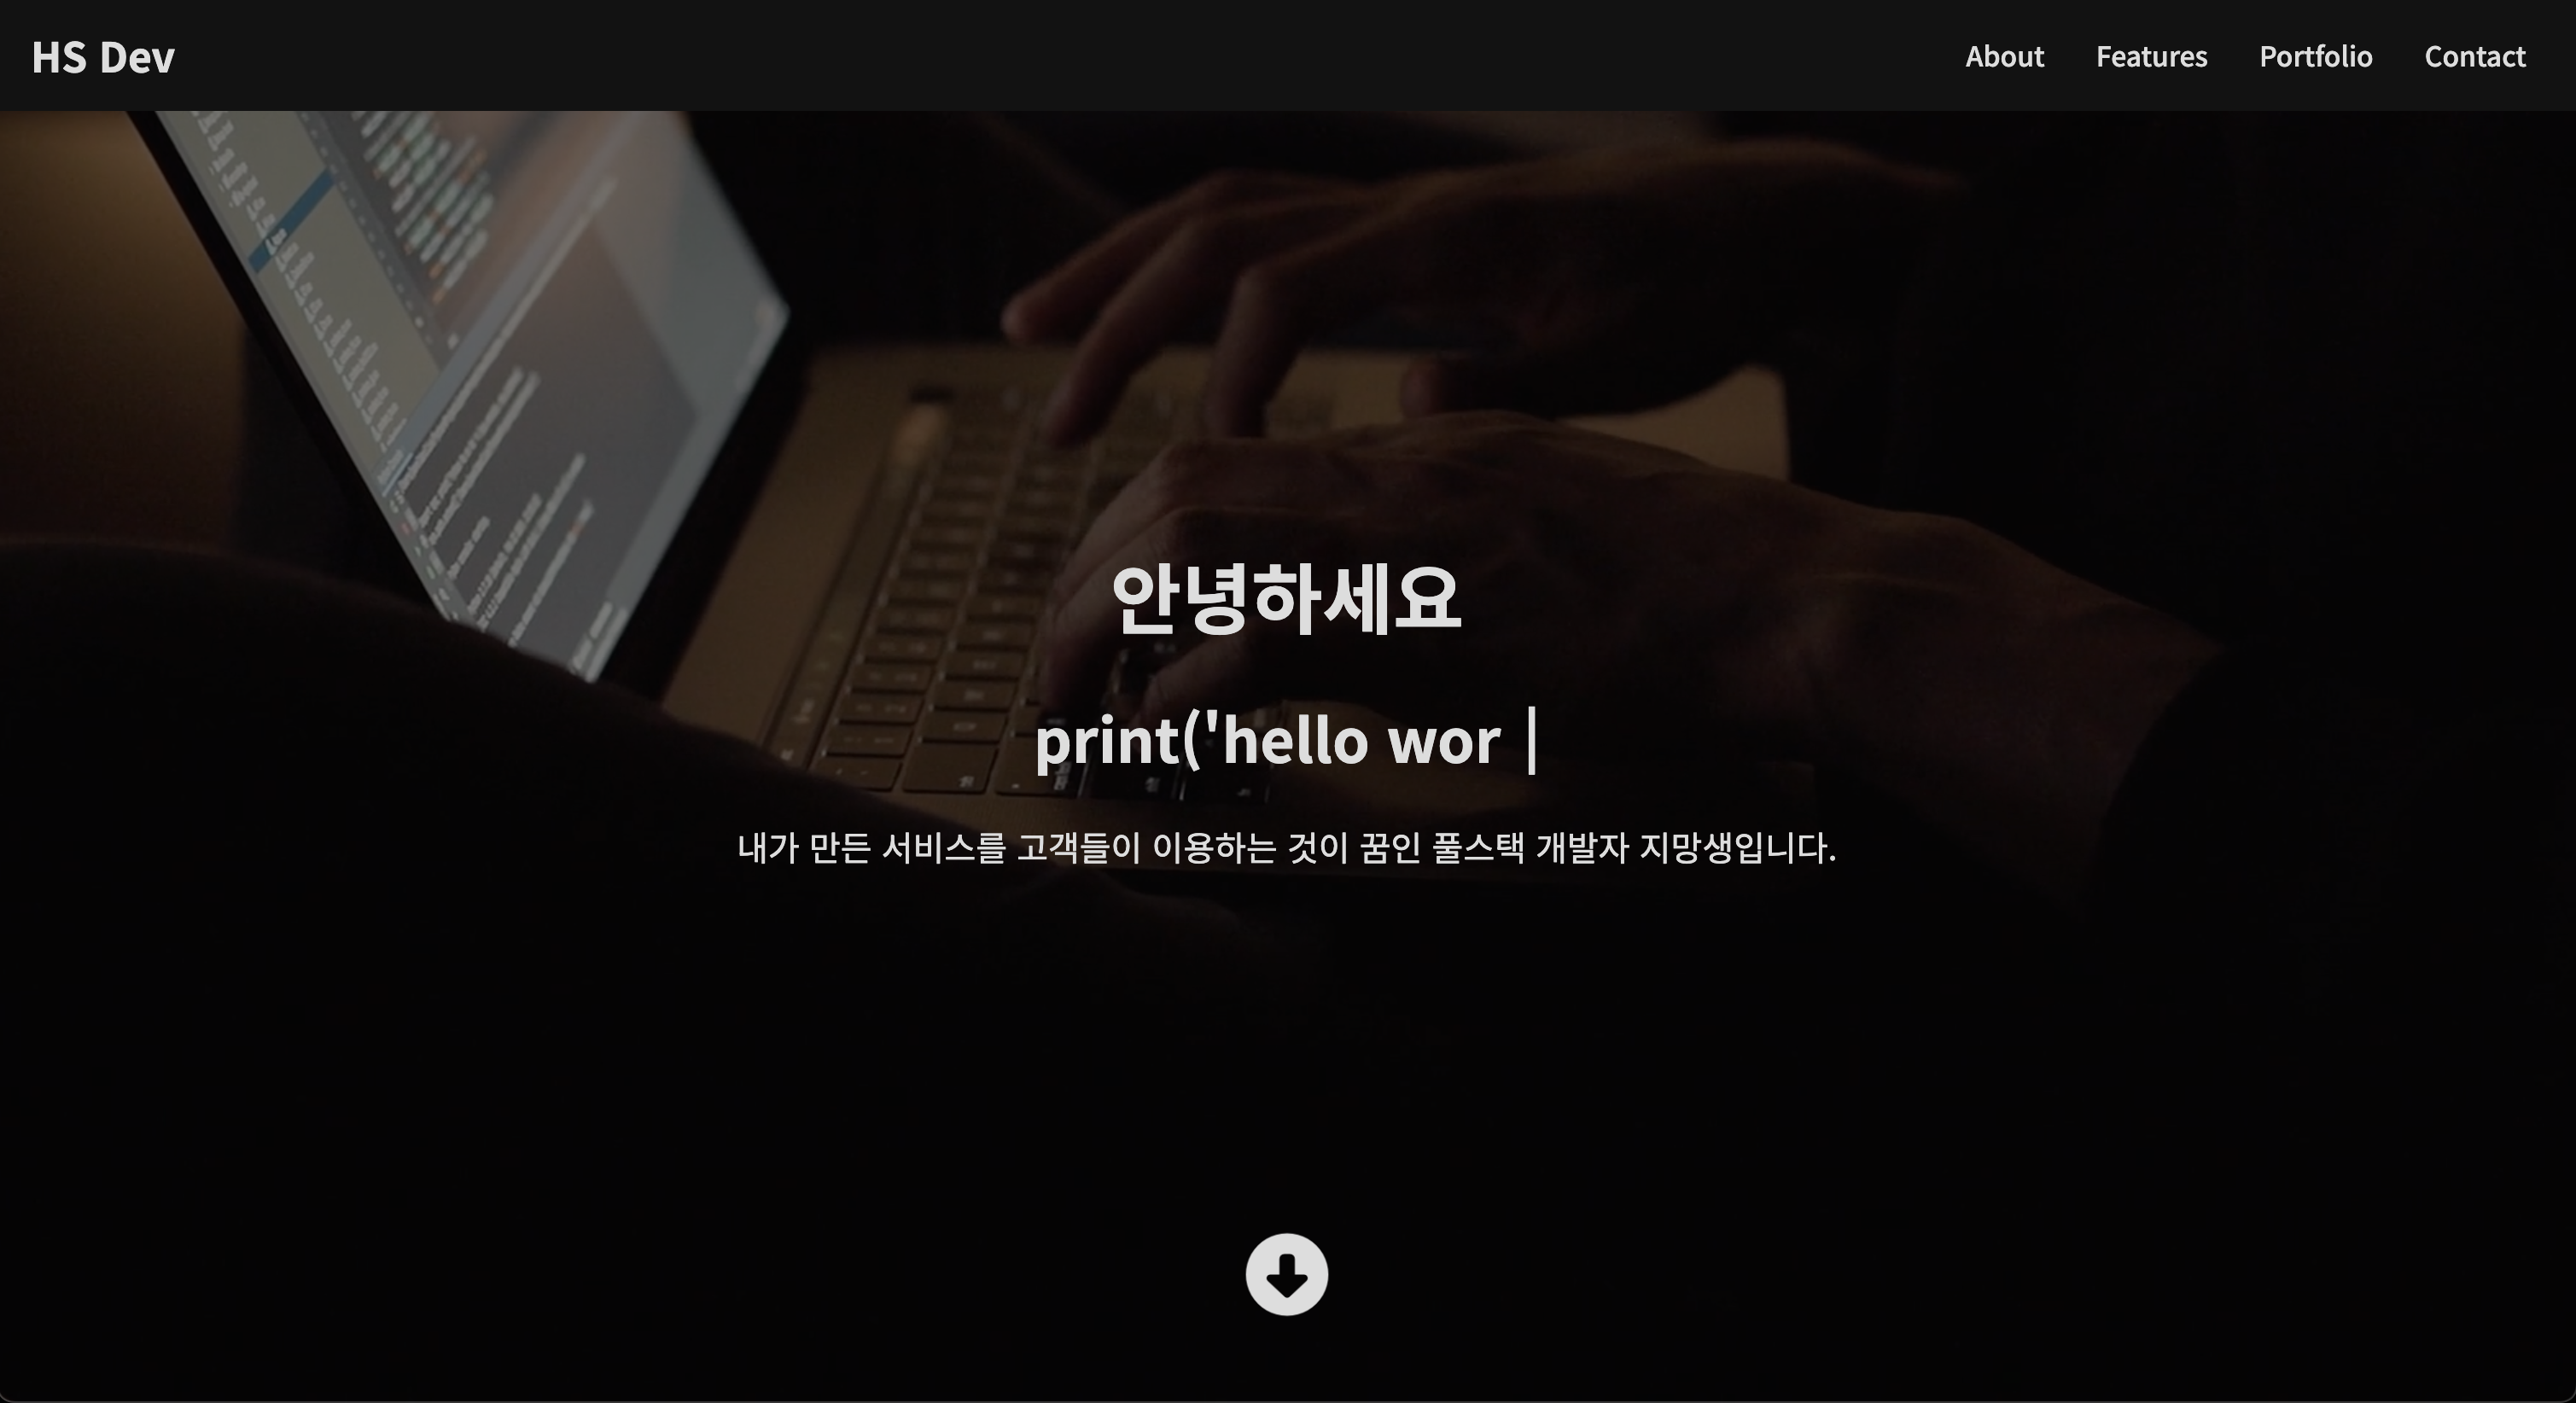 HS Dev
About Features Portfolio Contact
안녕하세요
print('hello wor |
내가 만든 서비스를 고객들이 이용하는 것이 꿈인 풀스택 개발자 지망생입니다.